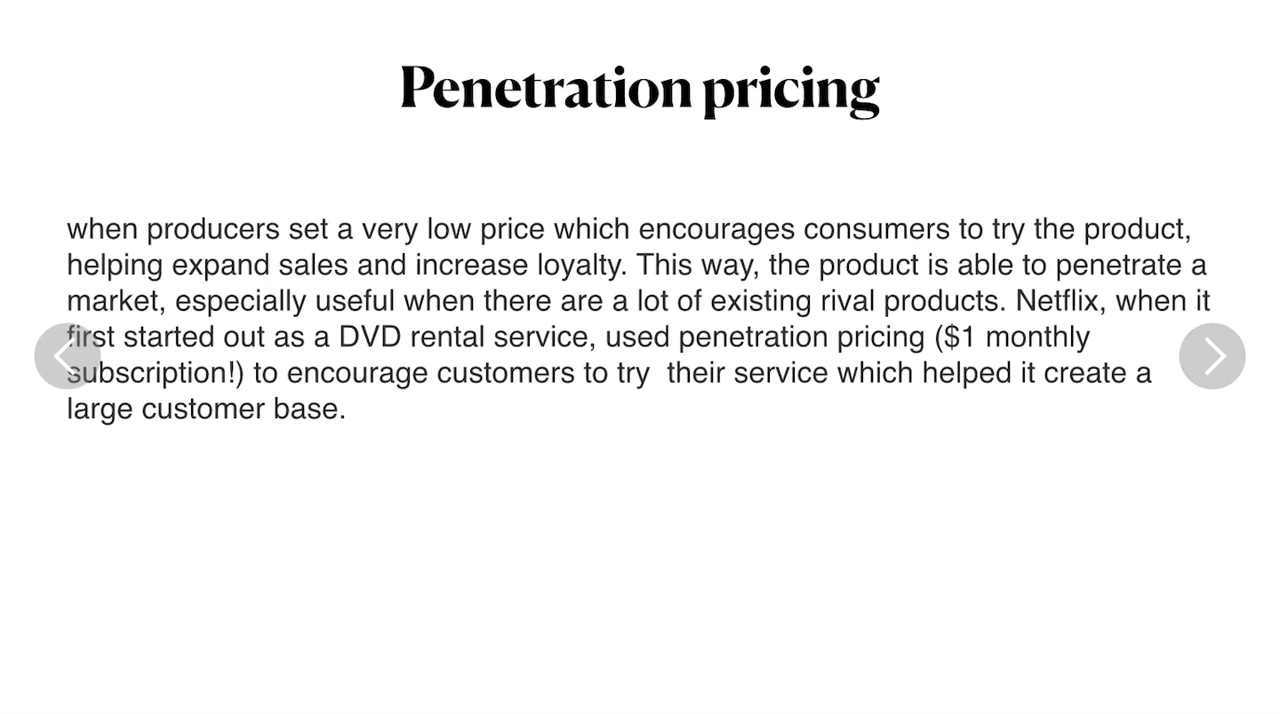 Penetration pricing
when producers set a very low price which encourages consumers to try the product,
helping expand sales and increase loyalty. This way, the product is able to penetrate a
market, especially useful when there are a lot of existing rival products. Netflix, when it
first started out as a DVD rental service, used penetration pricing ($1 monthly
subscription!) to encourage customers to try  their service which helped it create a
large customer base.